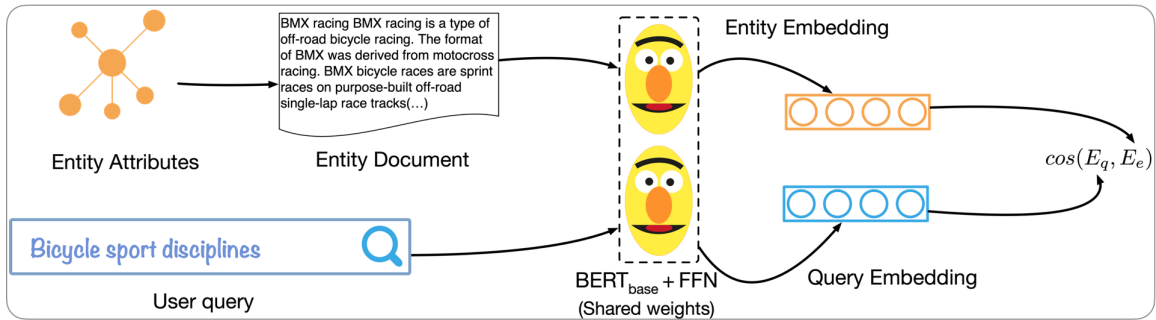 BMX racing BMX racing is a type of
off-road bicycle racing. The format
of BMX was derived from motocross
racing. BMX bicycle races are sprint
races on purpose-built off-road
single-lap race tracks(…)
Entity Attributes
Entity Document
Entity Embedding
cos(E_q, E_e)
Bicycle sport disciplines
User query
BERT_base + FFN
(Shared weights)
Query Embedding